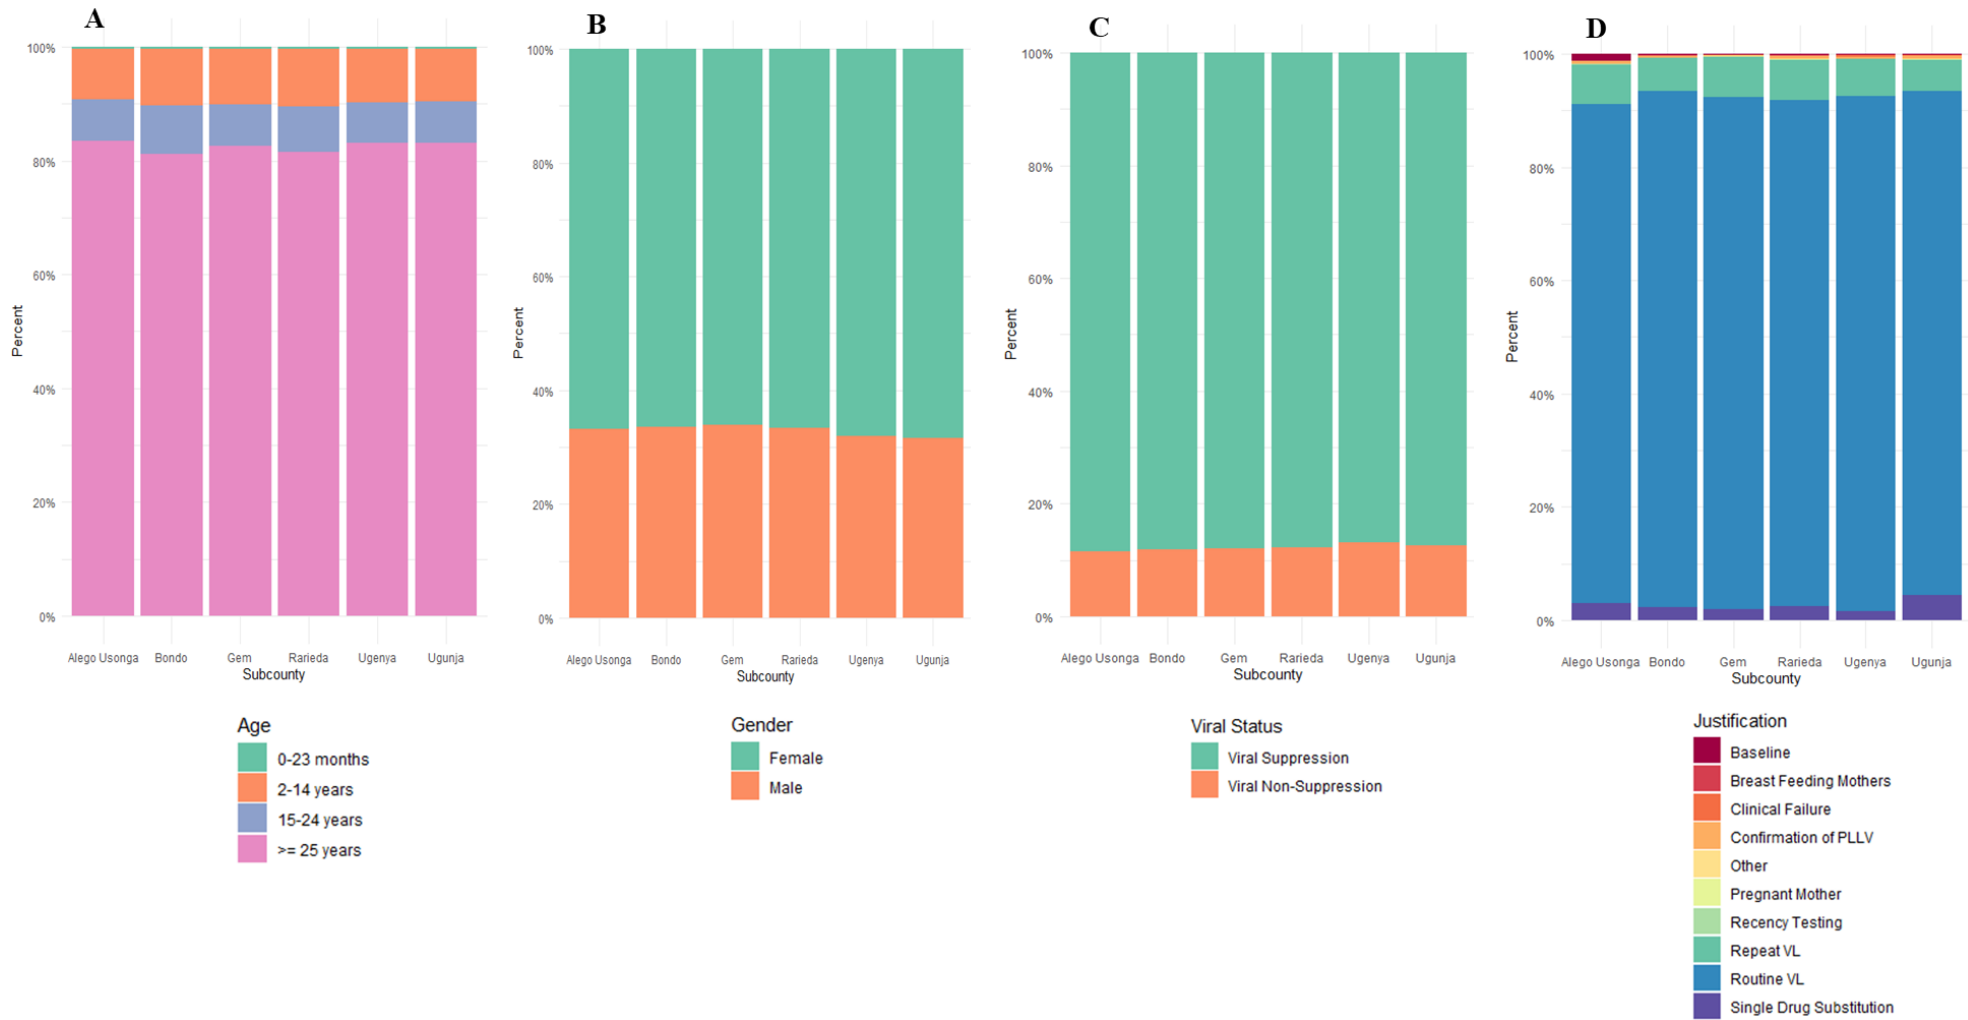 A
100%
80%
60%
40%
20%
0%
Percent
Alego Usonga Bondo Gem Rarieda Ugenya Ugunja
Subcounty
Age
0-23 months
2-14 years
15-24 years
>= 25 years
B
100%
80%
60%
40%
20%
0%
Percent
Alego Usonga Bondo Gem Rarieda Ugenya Ugunja
Subcounty
Gender
Female
Male
C
100%
80%
60%
40%
20%
0%
Percent
Alego Usonga Bondo Gem Rarieda Ugenya Ugunja
Subcounty
Viral Status
Viral Suppression
Viral Non-Suppression
D
100%
80%
60%
40%
20%
0%
Percent
Alego Usonga Bondo Gem Rarieda Ugenya Ugunja
Subcounty
Justification
Baseline
Breast Feeding Mothers
Clinical Failure
Confirmation of PLLV
Other
Pregnant Mother
Recency Testing
Repeat VL
Routine VL
Single Drug Substitution